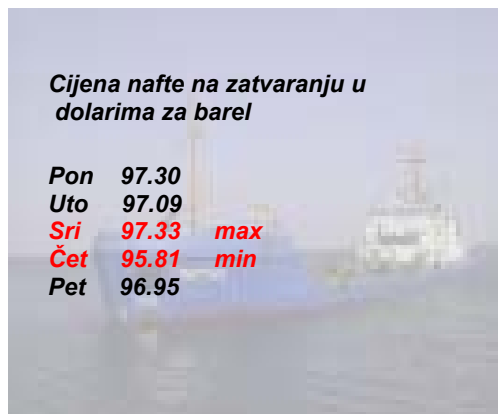 Cijena nafte na zatvaranju u
dolarima za barel
Pon 97.30
Uto 97.09
Sri 97.33 max
Čet 95.81 min
Pet 96.95